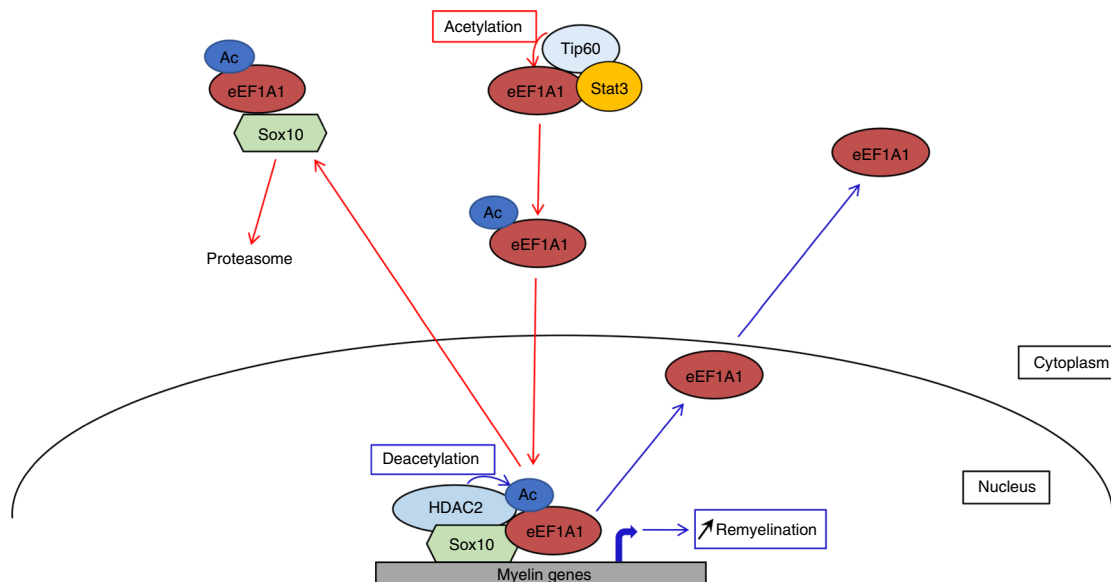 Acetylation
Tip60
Ac
eEF1A1
eEF1A1
Stat3
Sox10
Ac
eEF1A1
eEF1A1
Proteasome
Cytoplasm
eEF1A1
Deacetylation
Nucleus
Ac
HDAC2
eEF1A1
Remyelination
Sox10
Myelin genes